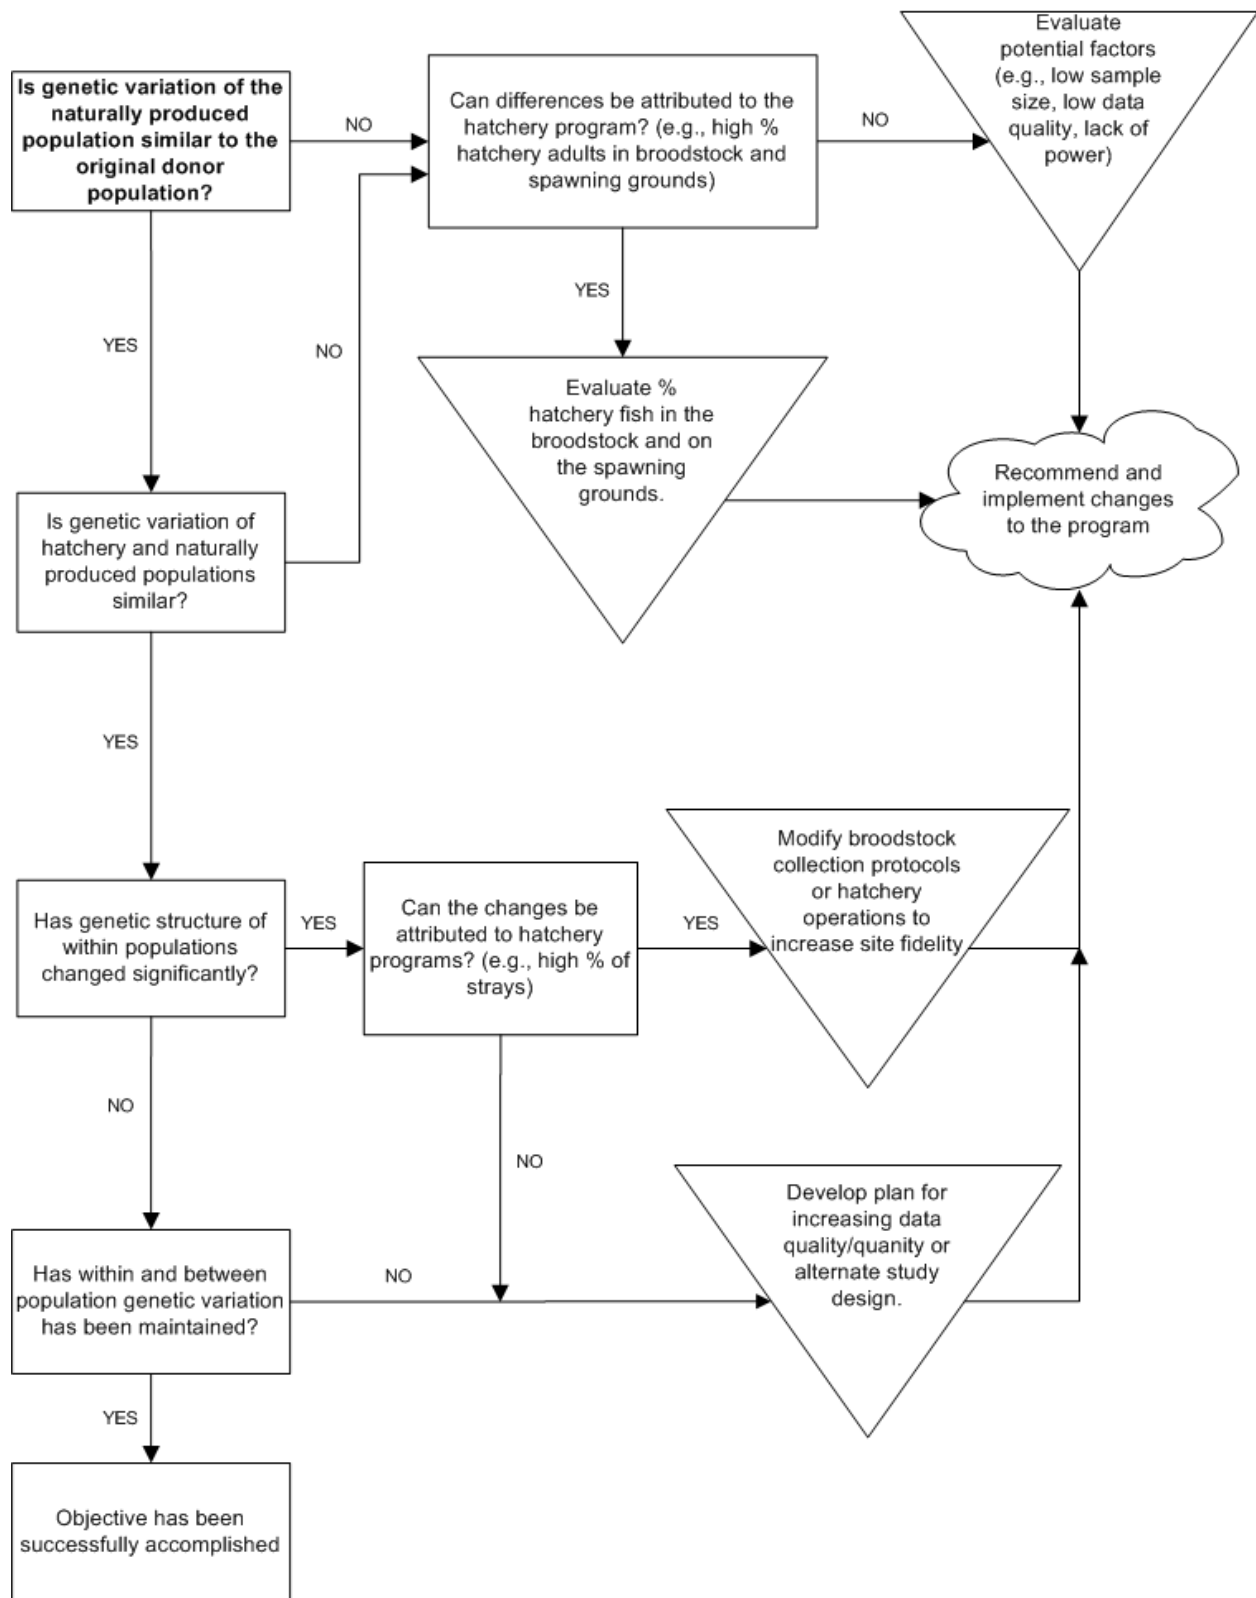 Is genetic variation of the
naturally produced
population similar to the
original donor
population?
NO
Can differences be attributed to the
hatchery program? (e.g., high %
hatchery adults in broodstock and
spawning grounds)
NO
Evaluate
potential factors
(e.g., low sample
size, low data
quality, lack of
power)
YES
NO
YES
Evaluate %
hatchery fish in the
broodstock and on
the spawning
grounds.
Recommend and
implement changes
to the program
Is genetic variation of
hatchery and naturally
produced populations
similar?
YES
Has genetic structure of
within populations
changed significantly?
YES
Can the changes be
attributed to hatchery
programs? (e.g., high % of
strays)
YES
Modify broodstock
collection protocols
or hatchery
operations to
increase site fidelity
NO
NO
Has within and between
population genetic variation
has been maintained?
NO
Develop plan for
increasing data
quality/quanity or
alternate study
design.
YES
Objective has been
successfully accomplished